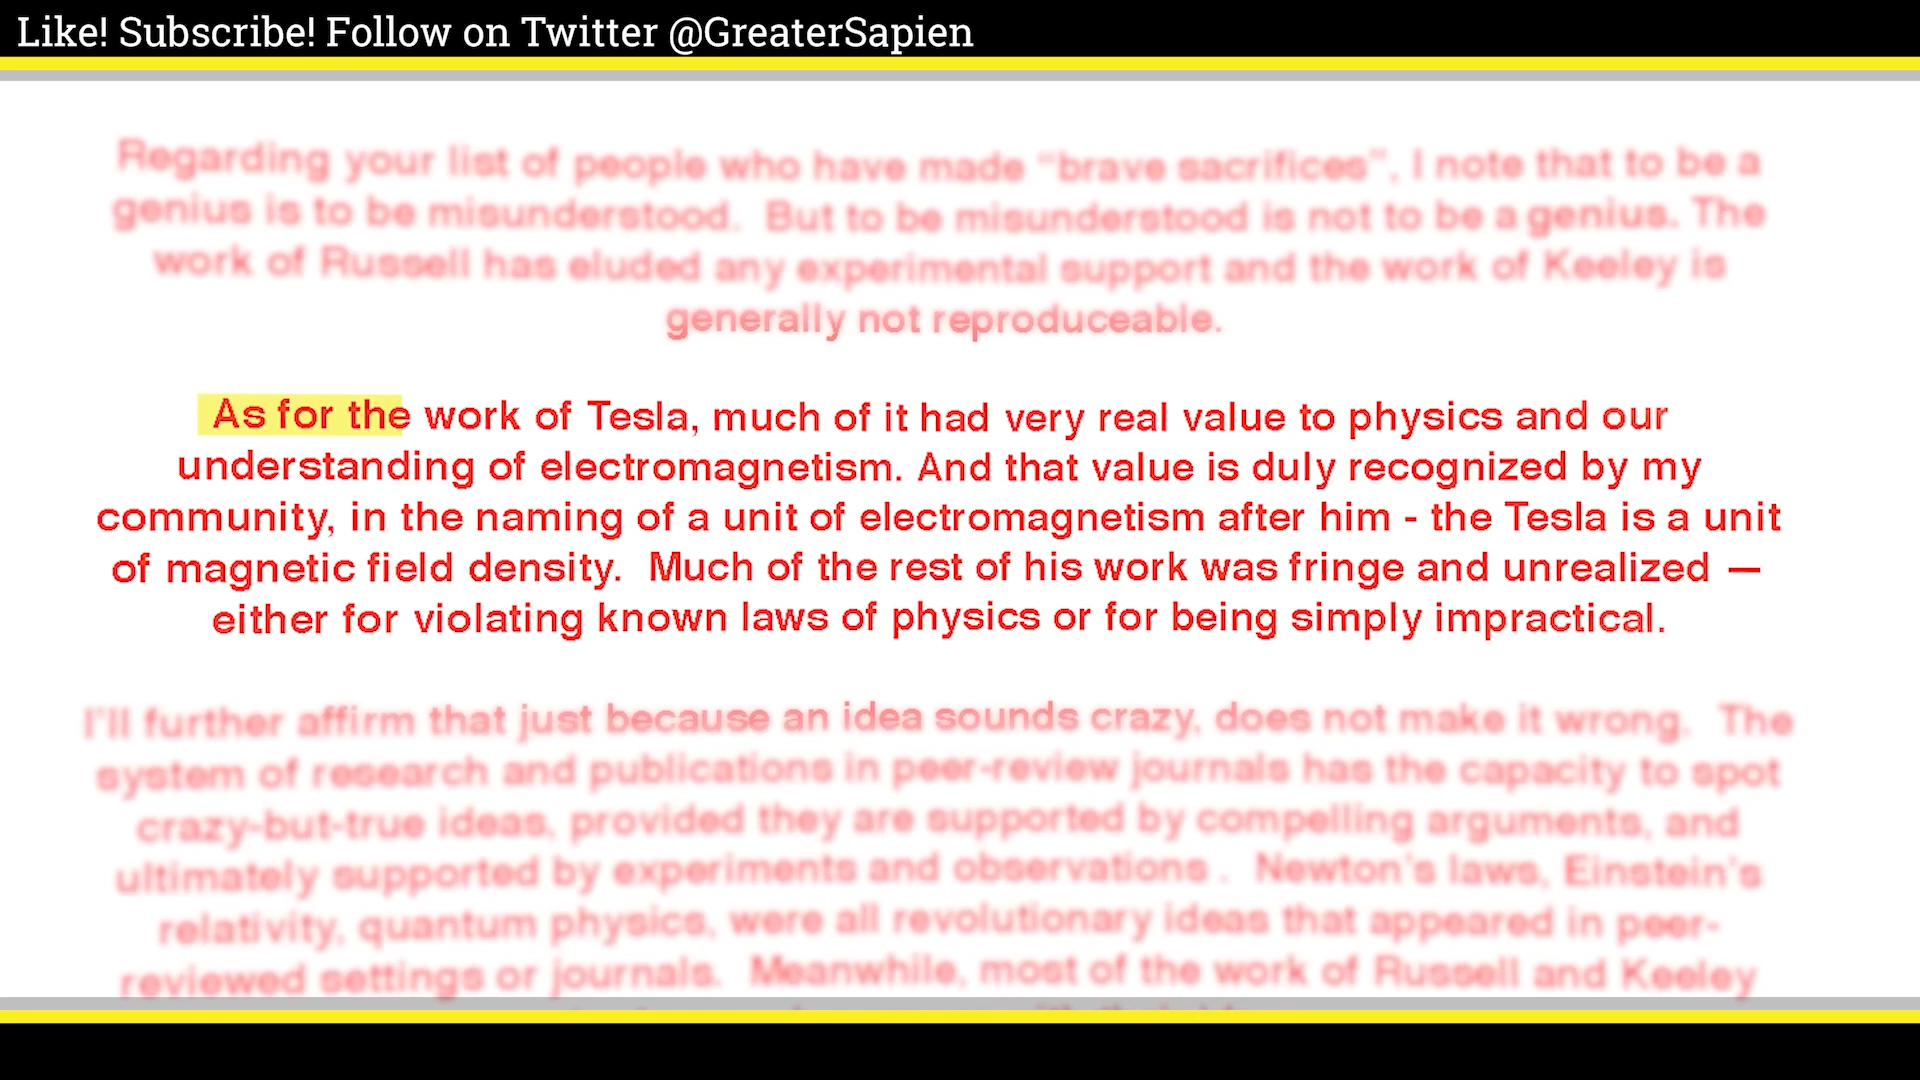 Like! Subscribe! Follow on Twitter @GreaterSapien
Regarding your list of people who have made “brave sacrifices”, I note that to be a
genius is to be misunderstood.  But to be misunderstood is not to be a genius. The
work of Russell has eluded any experimental support and the work of Keeley is
generally not reproduceable.
As for the work of Tesla, much of it had very real value to physics and our
understanding of electromagnetism. And that value is duly recognized by my
community, in the naming of a unit of electromagnetism after him - the Tesla is a unit
of magnetic field density.  Much of the rest of his work was fringe and unrealized —
either for violating known laws of physics or for being simply impractical.
I’ll further affirm that just because an idea sounds crazy, does not make it wrong.  The
system of research and publications in peer-review journals has the capacity to spot
crazy-but-true ideas, provided they are supported by compelling arguments, and
ultimately supported by experiments and observations .  Newton’s laws, Einstein’s
relativity, quantum physics, were all revolutionary ideas that appeared in peer-
reviewed settings or journals.  Meanwhile, most of the work of Russell and Keeley